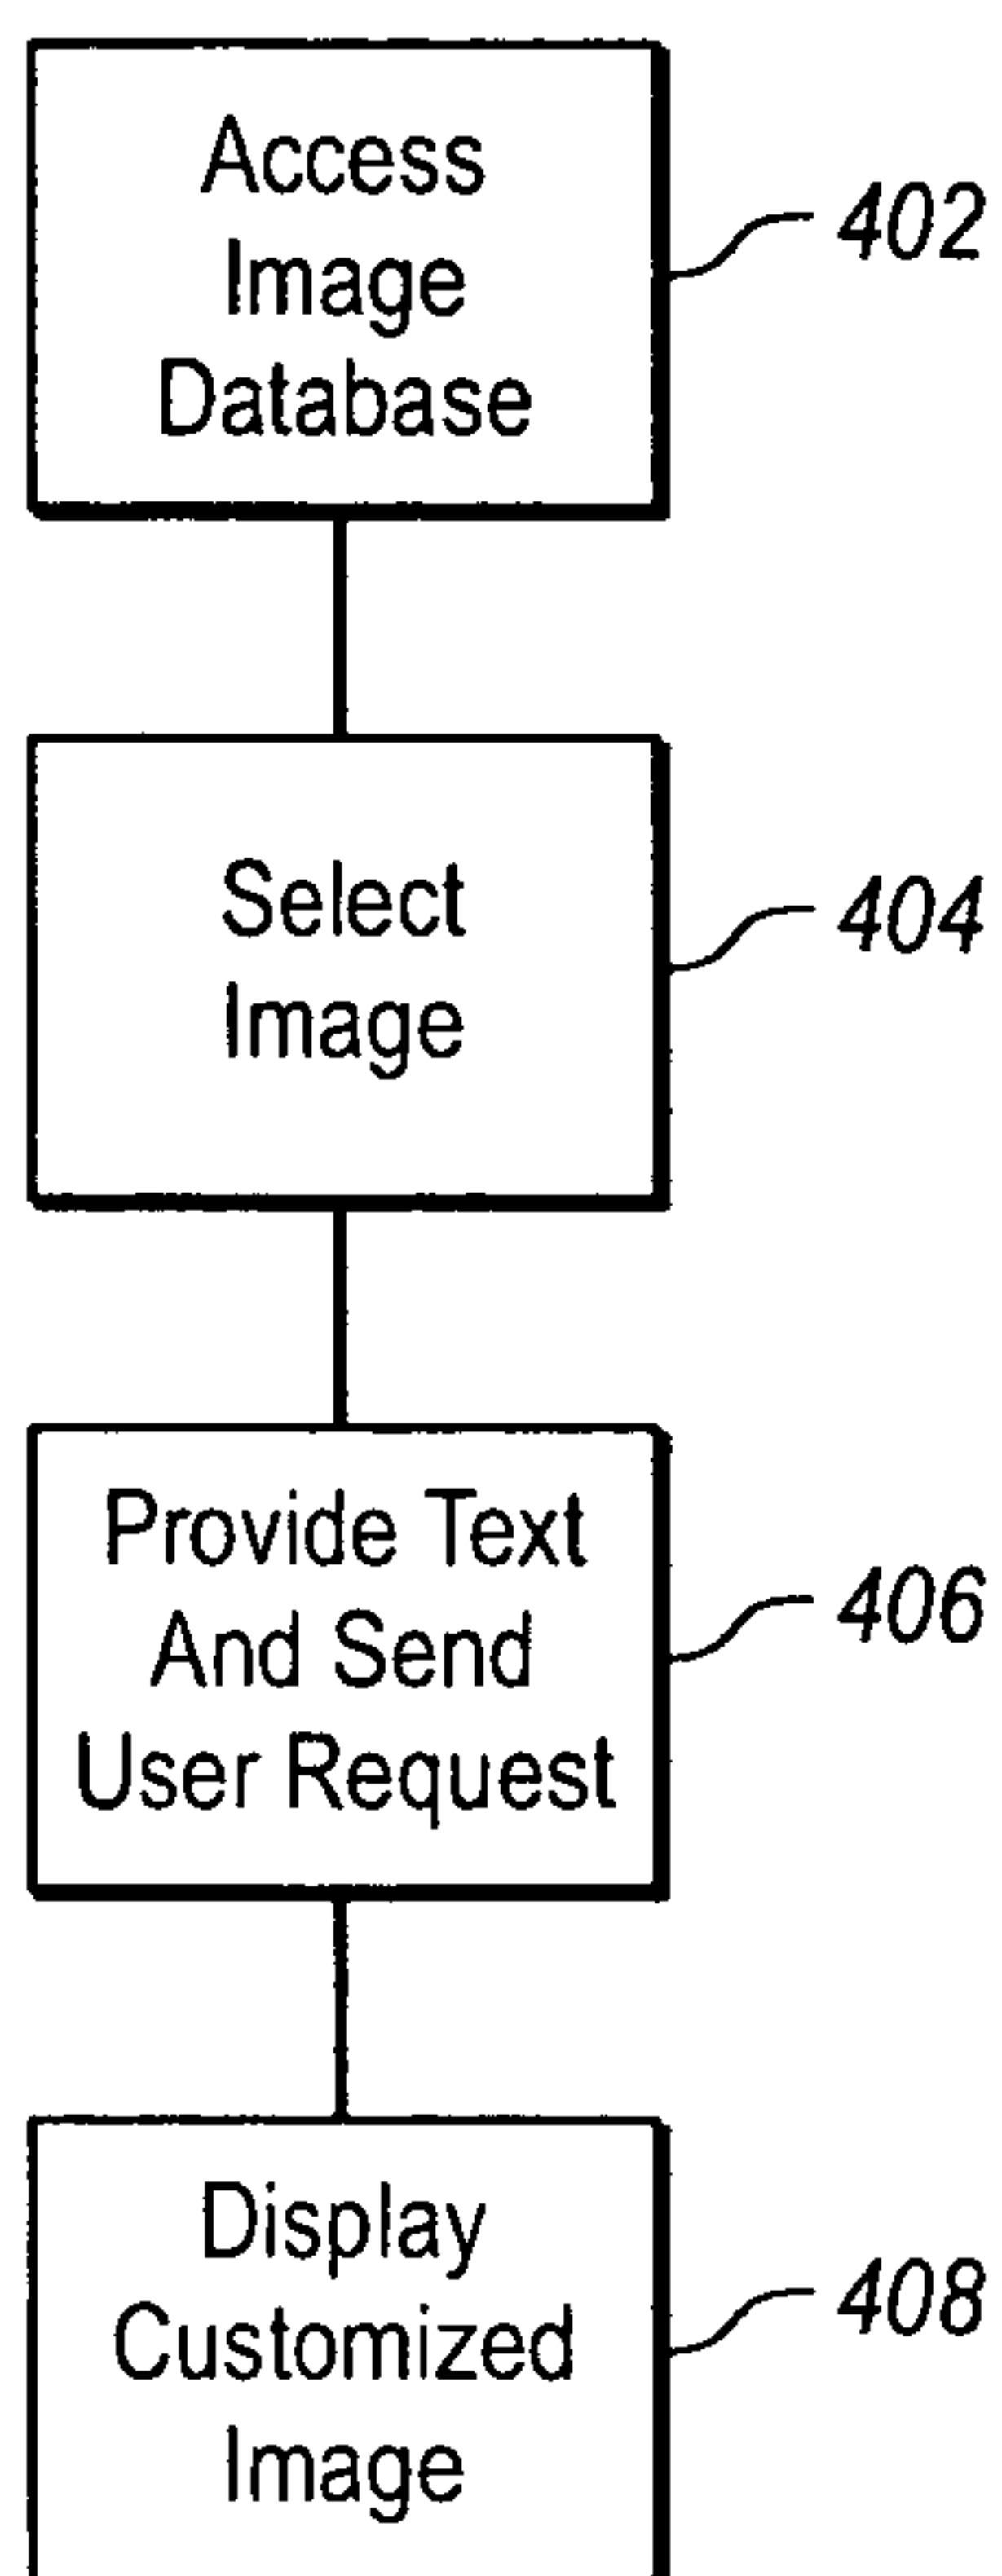 Access
Image
Database
402
Select
Image
404
Provide Text
And Send
User Request
406
Display
Customized
Image
408